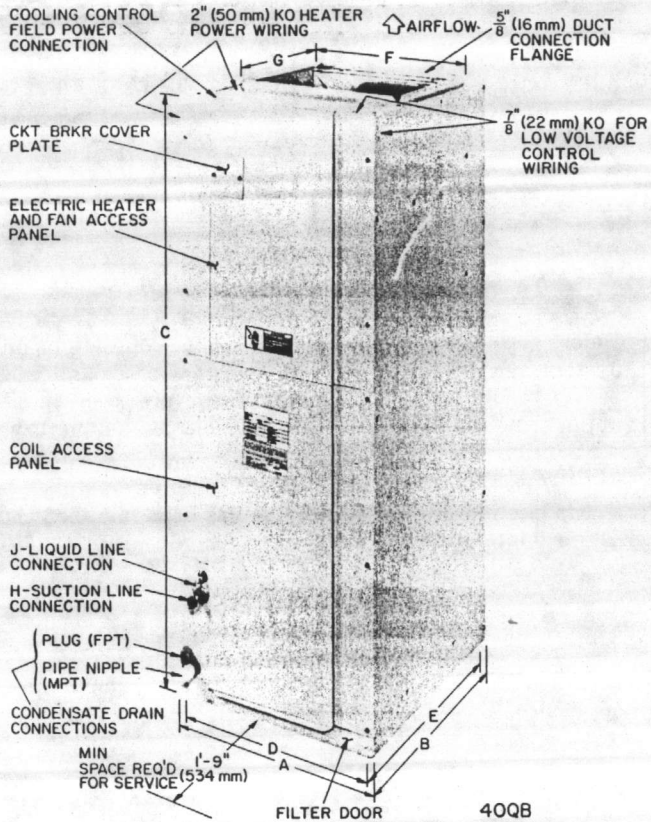 COOLING CONTROL
FIELD POWER
CONNECTION
2" (50 mm) KO HEATER
POWER WIRING
AIRFLOW
5/8 (16 mm) DUCT
CONNECTION
FLANGE
G
F
7/8 (22 mm) KO FOR
LOW VOLTAGE
CONTROL
WIRING
CKT BRKR COVER
PLATE
ELECTRIC HEATER
AND FAN ACCESS
PANEL
C
COIL ACCESS
PANEL
J-LIQUID LINE
CONNECTION
H-SUCTION LINE
CONNECTION
PLUG (FPT)
PIPE NIPPLE
(MPT)
CONDENSATE DRAIN
CONNECTIONS
D
A
E
B
MIN
SPACE REQ'D
FOR SERVICE
1'-9"
(534 mm)
FILTER DOOR
40QB